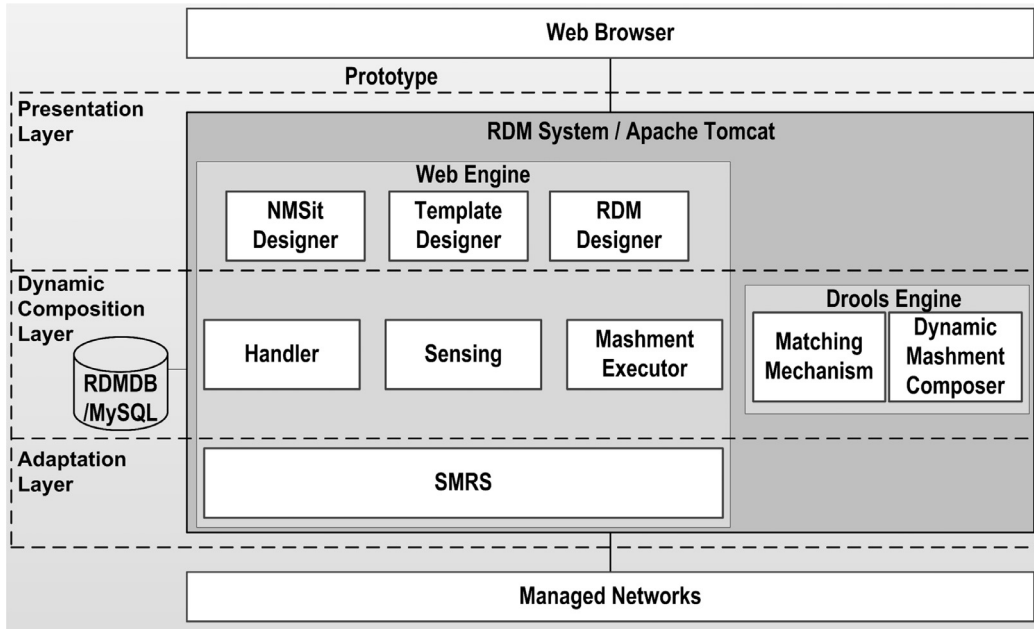 Web Browser
Prototype
Presentation
Layer
RDM System / Apache Tomcat
Web Engine
NMSit
Designer
Template
Designer
RDM
Designer
Dynamic
Composition
Layer
RDMDB
/MySQL
Handler
Sensing
Mashment
Executor
Drools Engine
Matching
Mechanism
Dynamic
Mashment
Composer
Adaptation
Layer
SMRS
Managed Networks